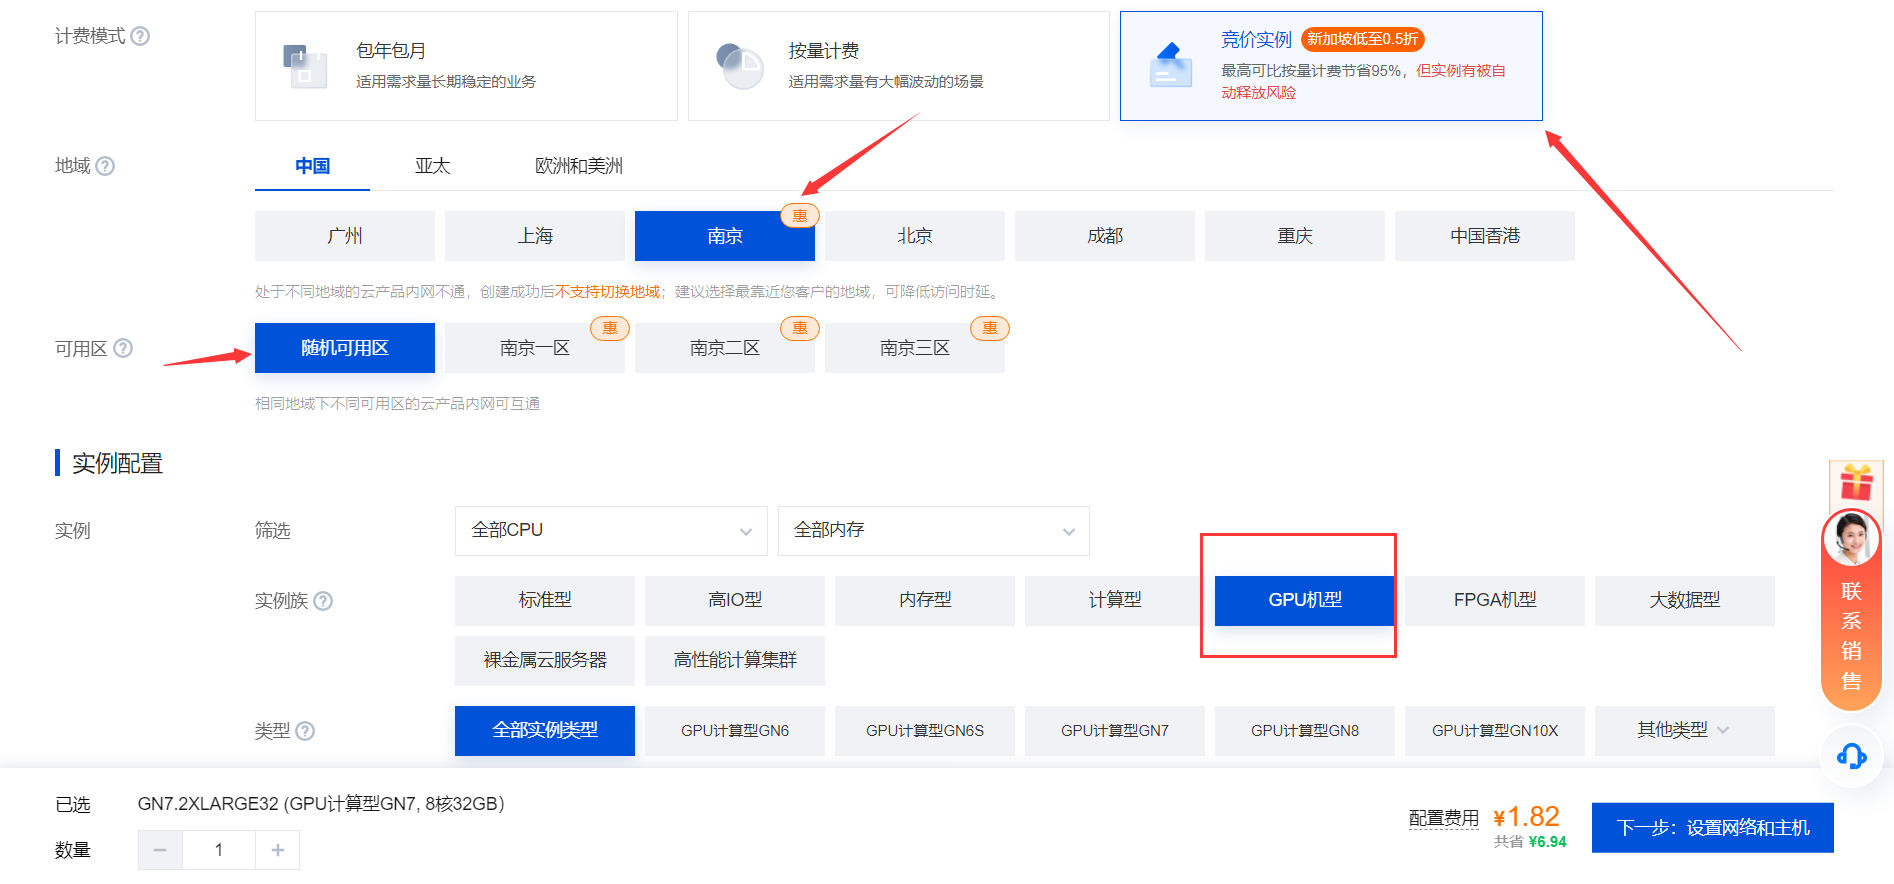 计费模式
包年包月
适用需求量长期稳定的业务
按量计费
适用需求量有大幅波动的场景
竞价实例 新加坡低至0.5折
最高可比按量计费节省95%，但实例有被自
动释放风险
地域
中国 亚太 欧洲和美洲
惠
广州 上海 南京 北京 成都 重庆 中国香港
处于不同地域的云产品内网不通，创建成功后不支持切换地域；建议选择最靠近您客户的地域，可降低访问时延。
惠 惠 惠
可用区 随机可用区 南京一区 南京二区 南京三区
相同地域下不同可用区的云产品内网可互通
实例配置
实例 筛选 全部CPU 全部内存
实例族 标准型 高IO型 内存型 计算型 GPU机型 FPGA机型 大数据型
裸金属云服务器 高性能计算集群
类型 全部实例类型 GPU计算型GN6 GPU计算型GN6S GPU计算型GN7 GPU计算型GN8 GPU计算型GN10X 其他类型
联
系
销
售
已选 GN7.2XLARGE32 (GPU计算型GN7, 8核32GB)
数量 － 1 +
配置费用 ¥1.82
共省 ¥6.94
下一步：设置网络和主机